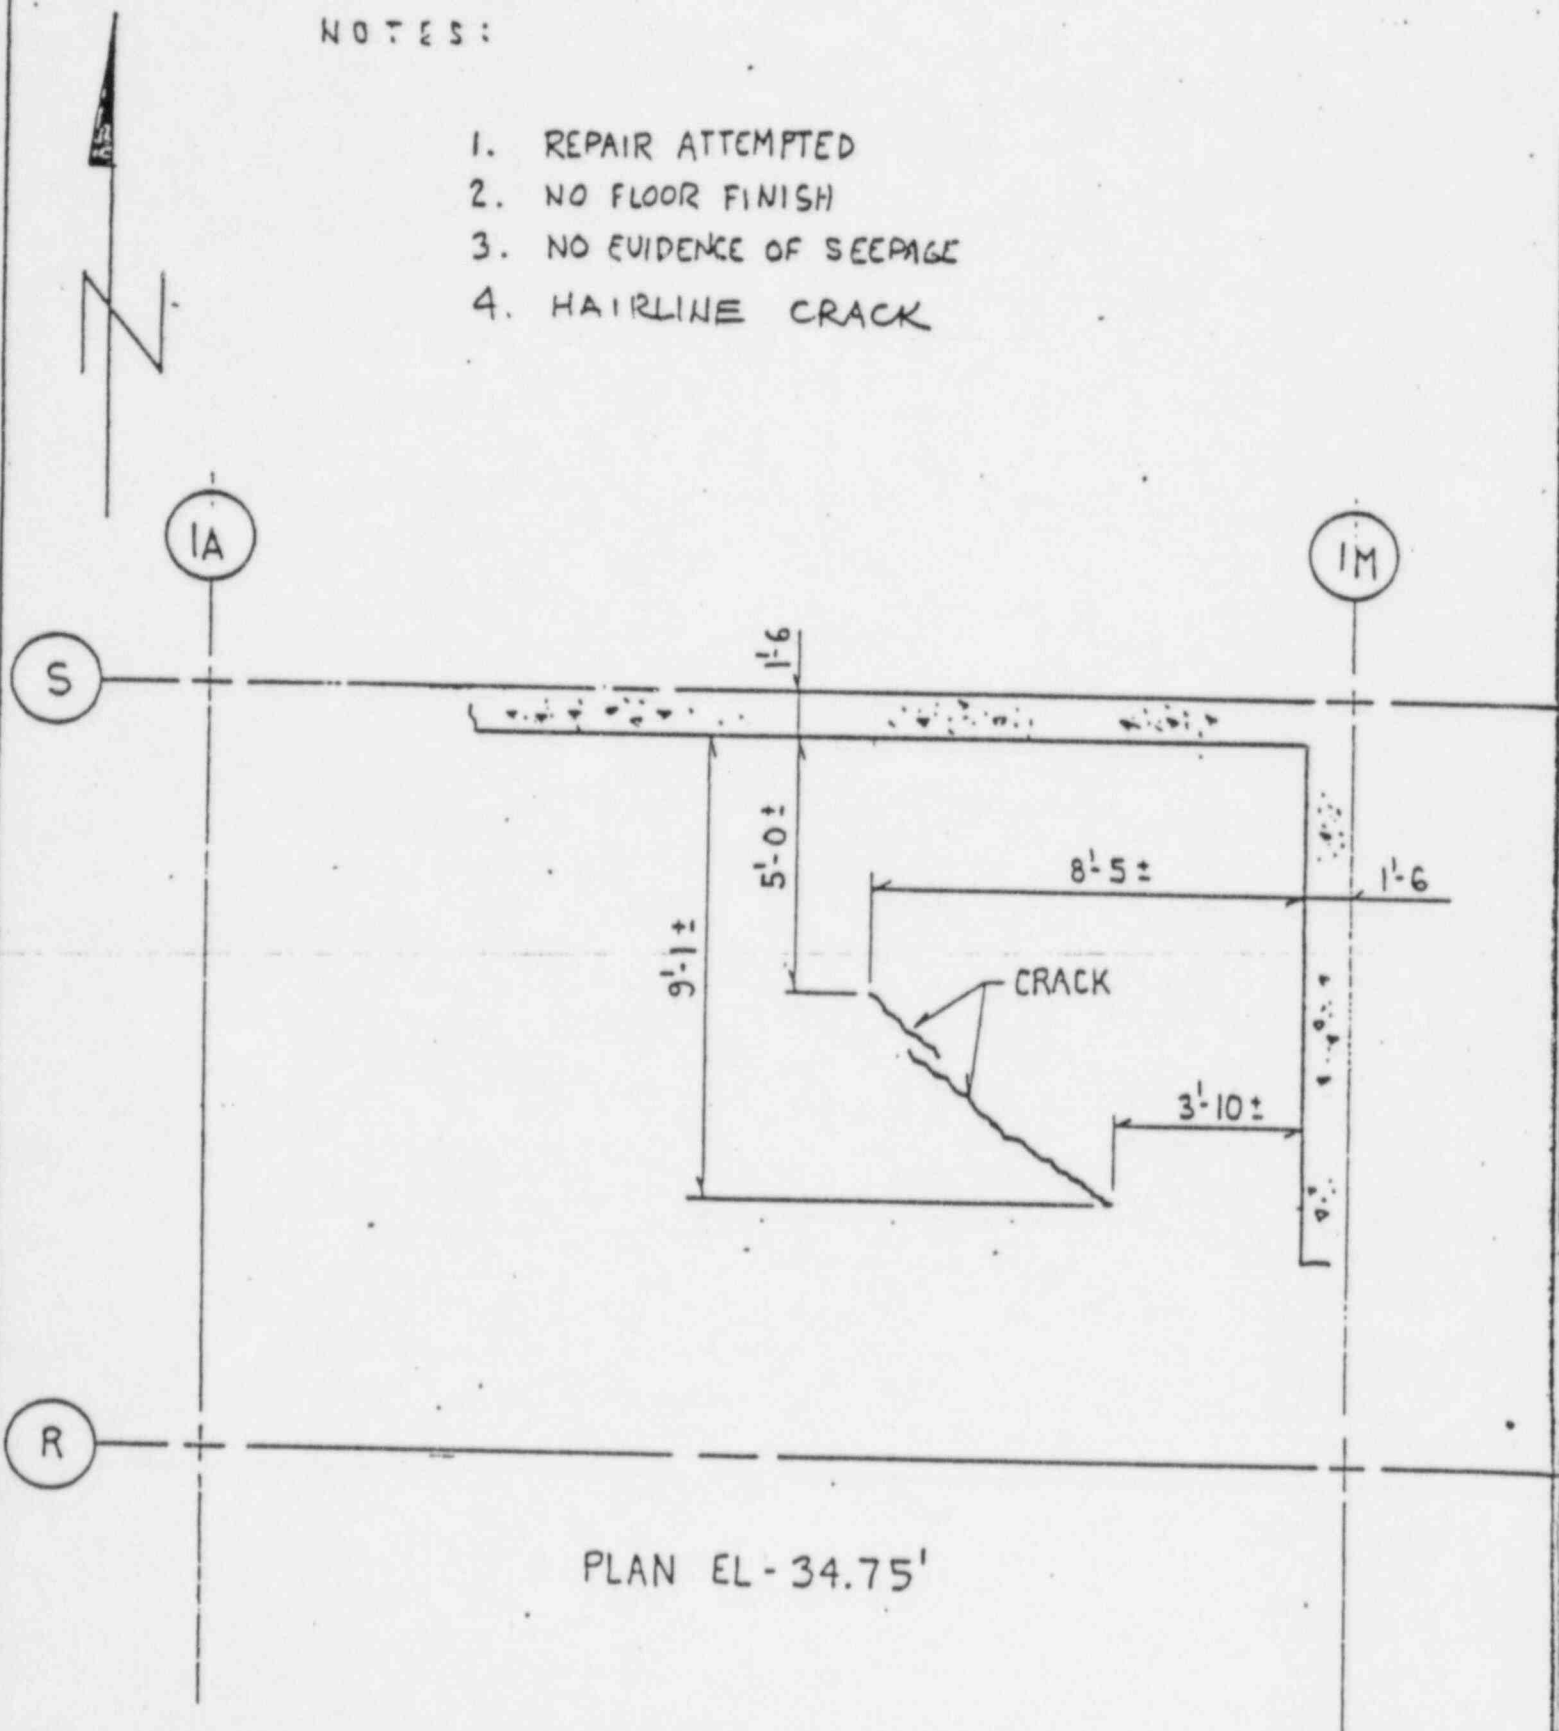 NOTES:
1. REPAIR ATTEMPTED
2. NO FLOOR FINISH
3. NO EVIDENCE OF SEEPAGE
4. HAIRLINE CRACK
N
1A
1M
S
1'-6
5'-0±
8'-5±
1'-6
9'-1±
CRACK
3'-10±
R
PLAN EL-34.75'